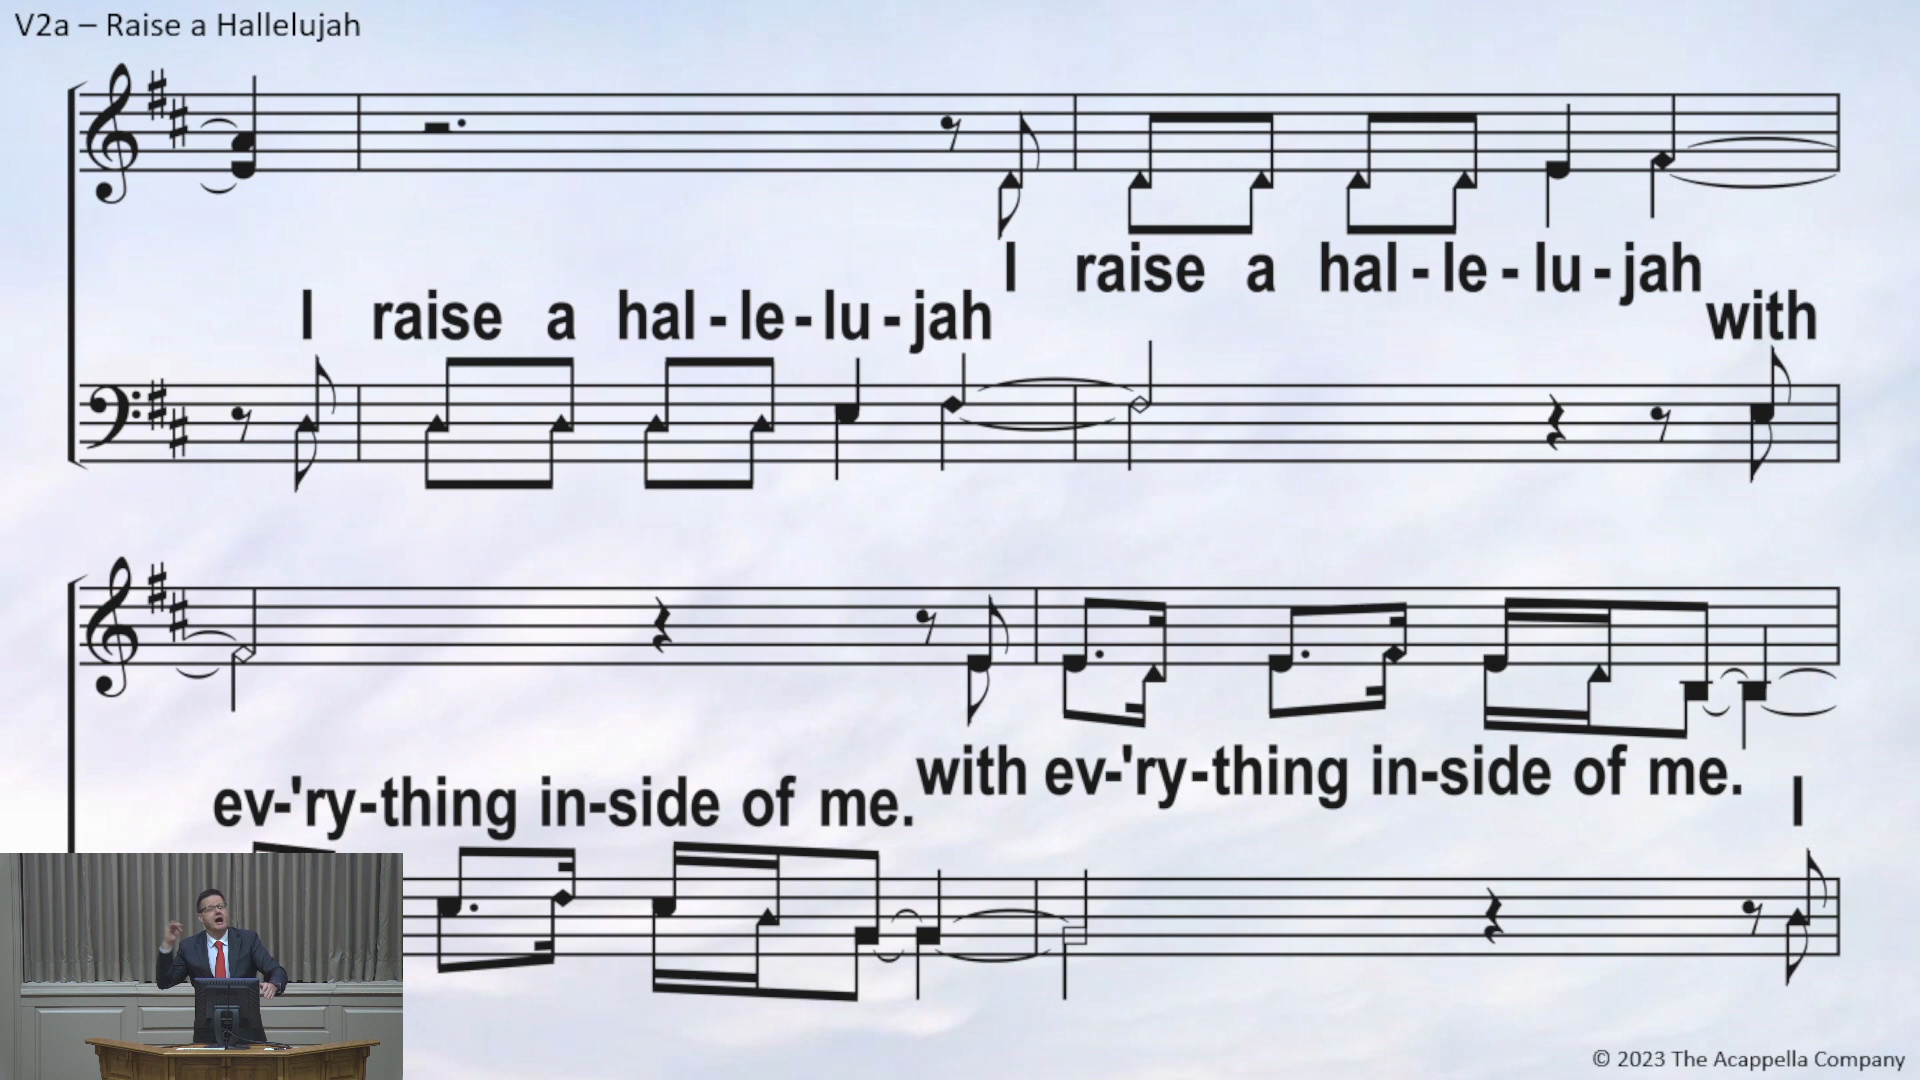 V2a – Raise a Hallelujah
I raise a hal - le - lu - jah
I raise a hal - le - lu - jah
with
ev-'ry-thing in-side of me.
with ev-'ry-thing in-side of me.
I
© 2023 The Acappella Company